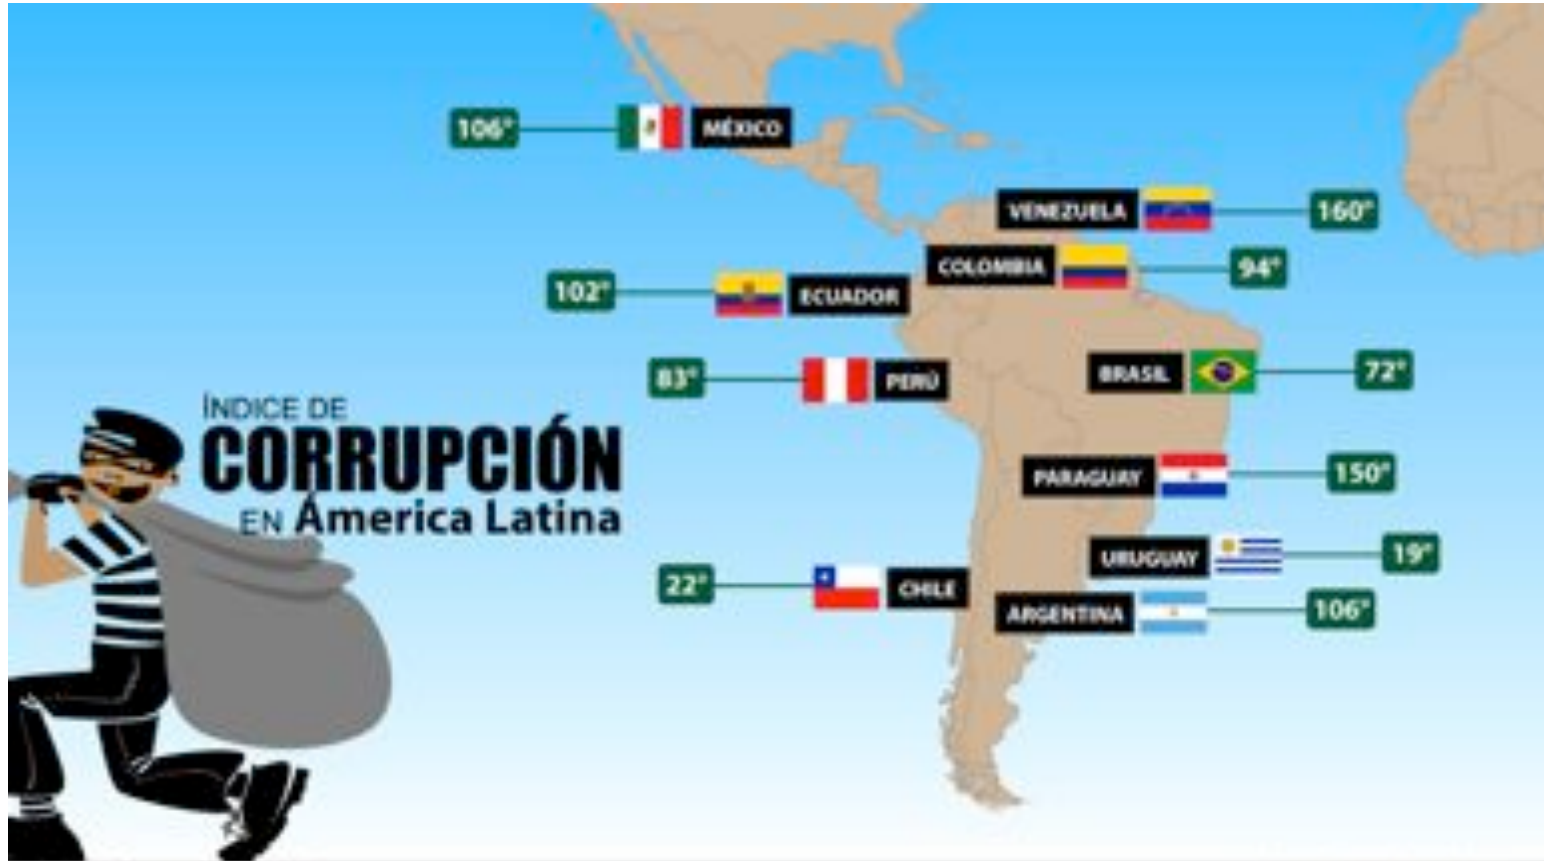 106°
MÉXICO
VENEZUELA
160°
COLOMBIA
94°
102°
ECUADOR
83°
PERÚ
BRASIL
72°
ÍNDICE DE
CORRUPCIÓN
EN Ámerica Latina
PARAGUAY
150°
URUGUAY
19°
22°
CHILE
ARGENTINA
106°